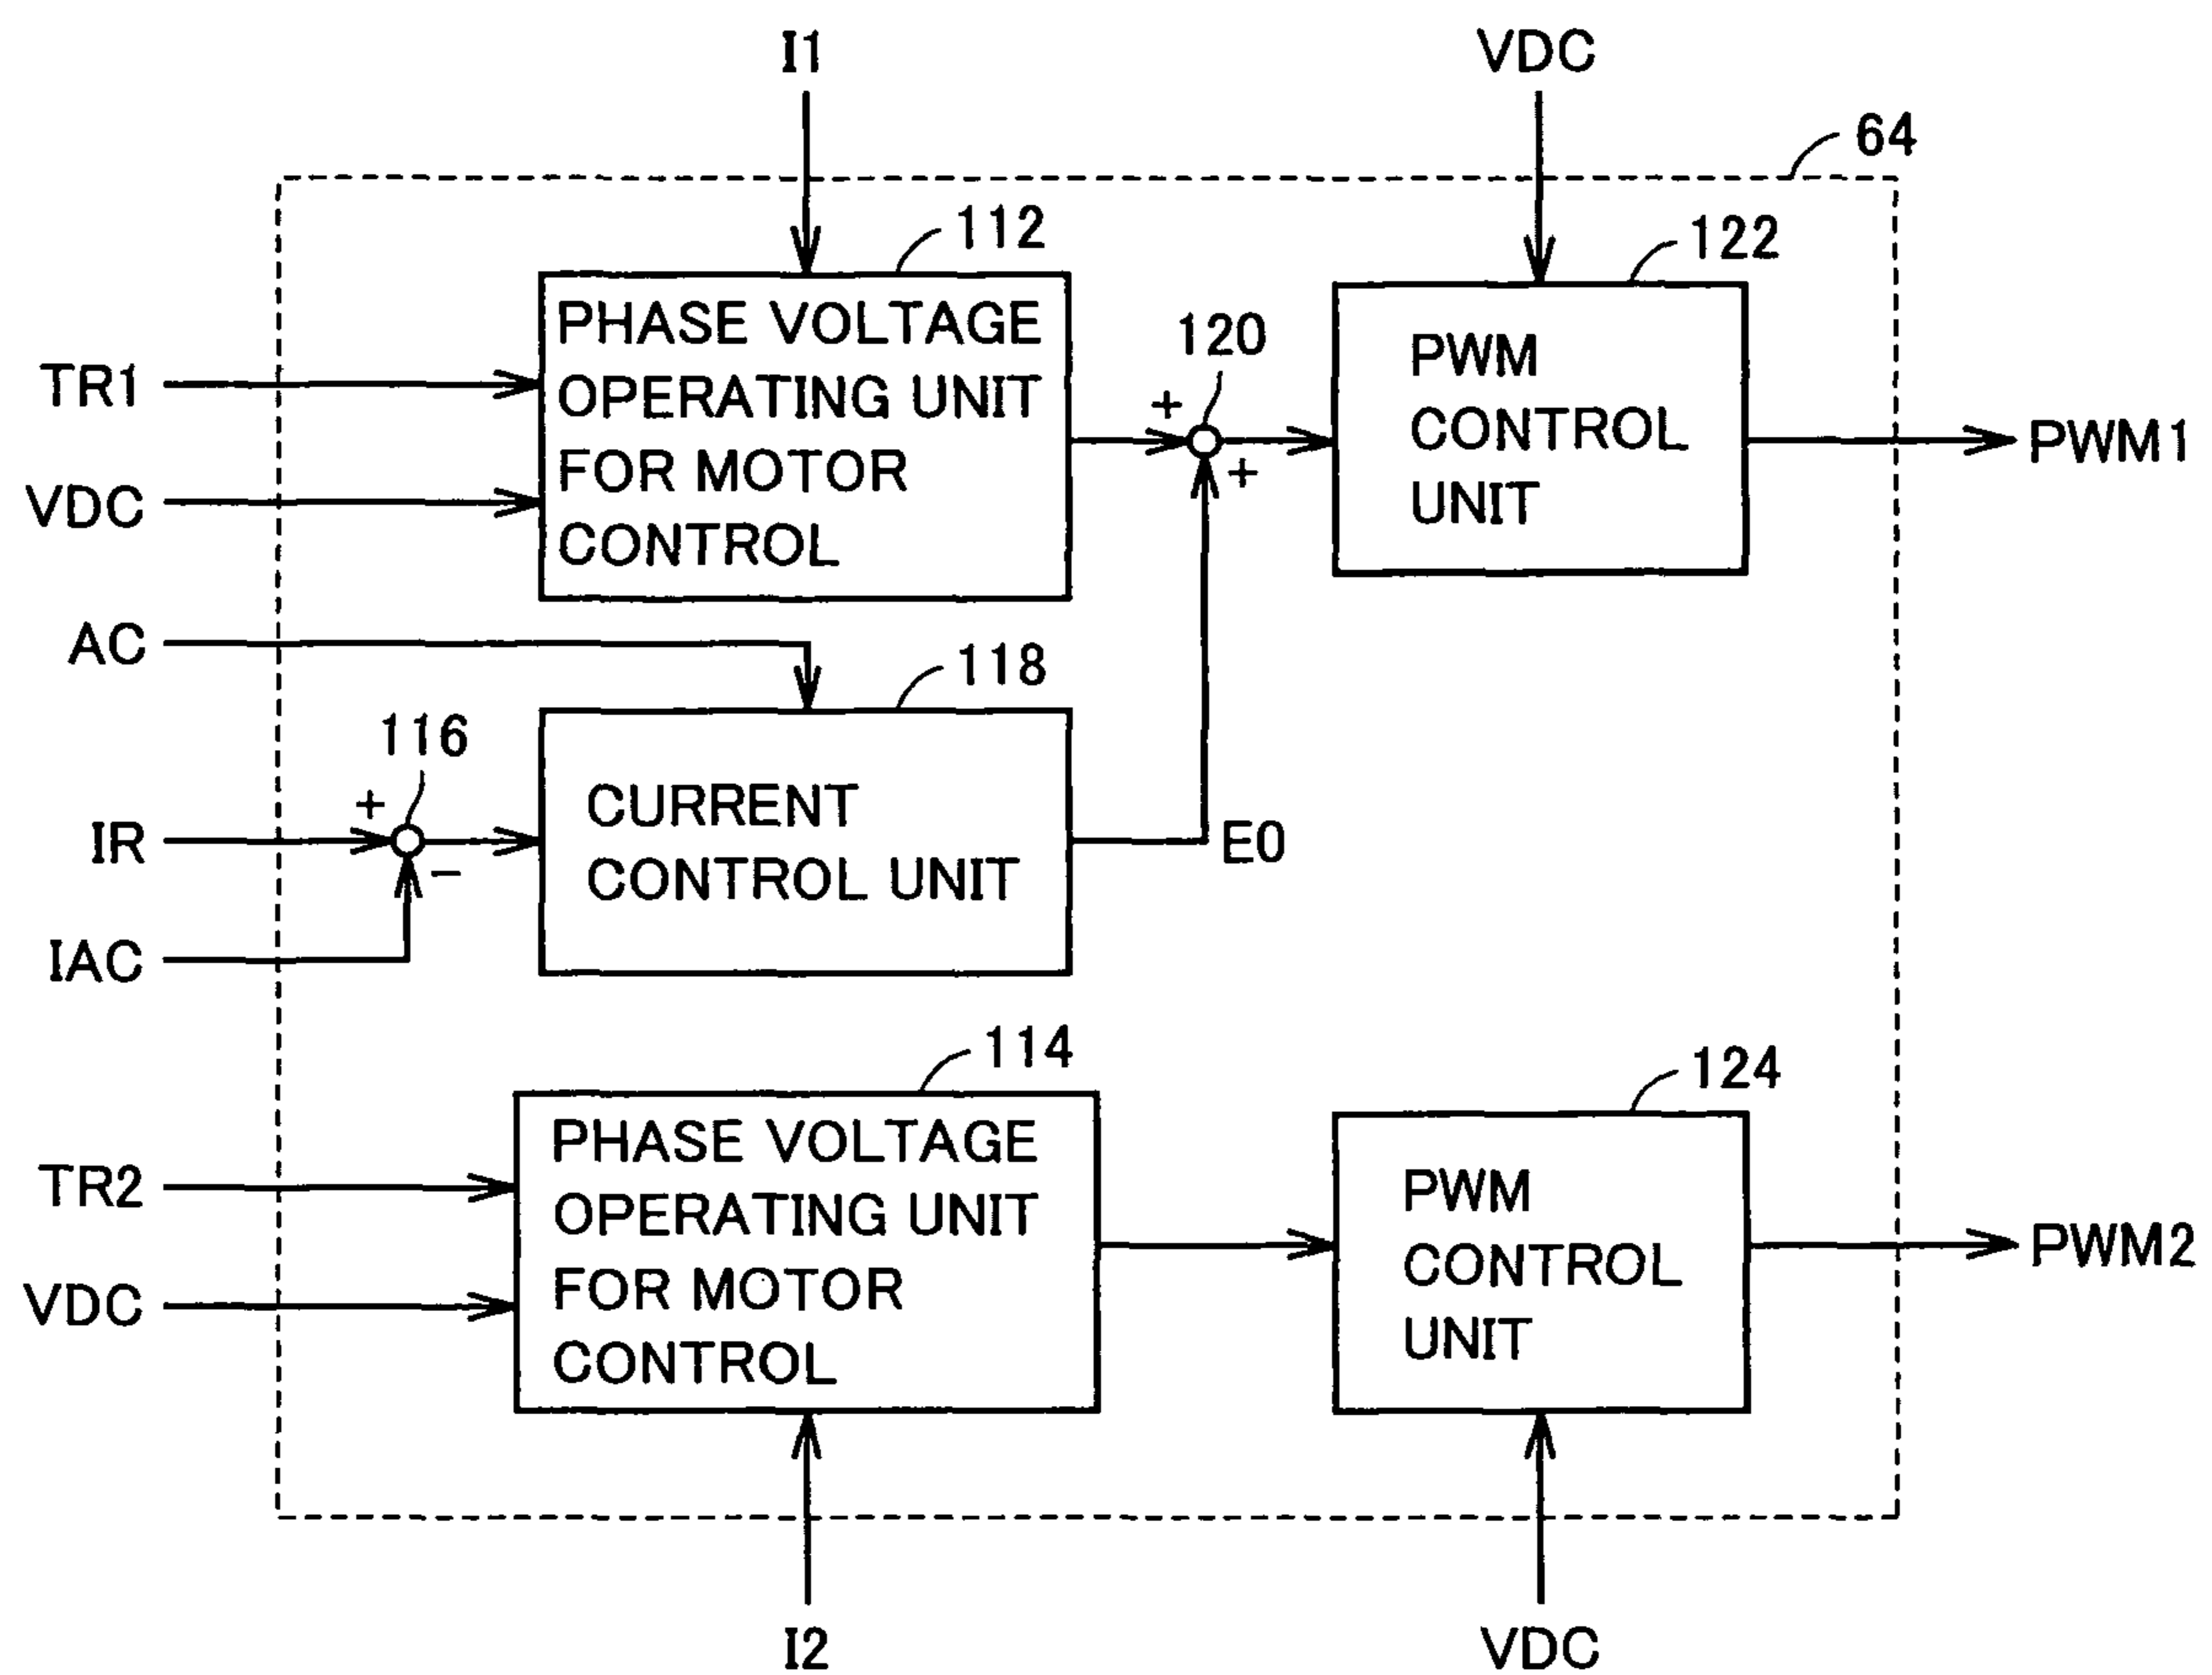 I1
VDC
64
112
122
PHASE VOLTAGE
OPERATING UNIT
FOR MOTOR
CONTROL
120
PWM
CONTROL
UNIT
TR1
+
+
PWM1
VDC
AC
118
116
+
CURRENT
CONTROL UNIT
IR
−
E0
IAC
114
124
PHASE VOLTAGE
OPERATING UNIT
FOR MOTOR
CONTROL
PWM
CONTROL
UNIT
TR2
PWM2
VDC
I2
VDC